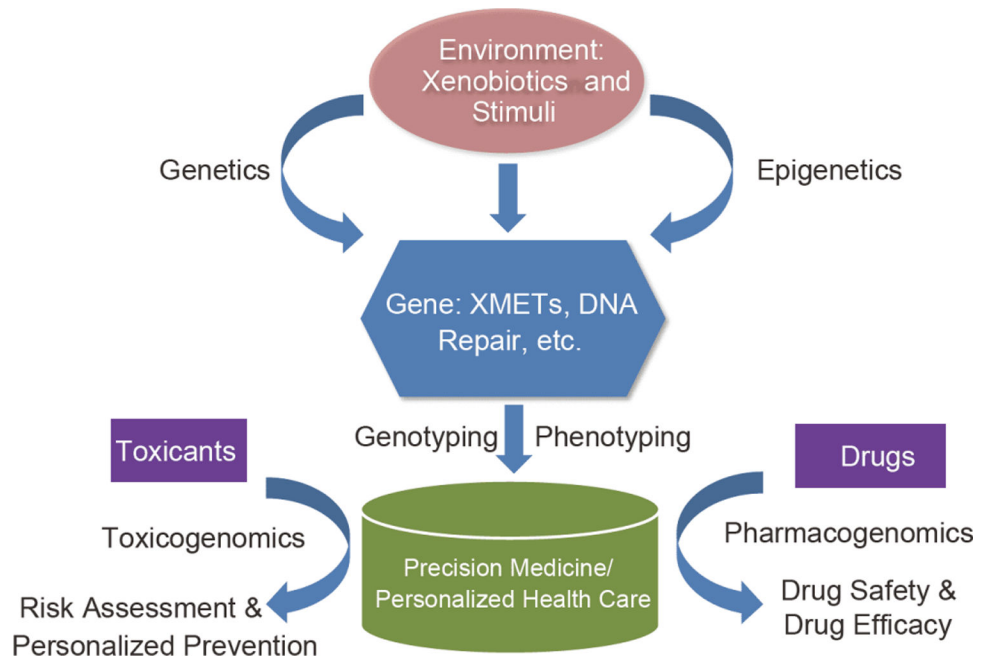 Environment:
Xenobiotics and
Stimuli
Genetics
Epigenetics
Gene: XMETs, DNA
Repair, etc.
Genotyping
Phenotyping
Toxicants
Drugs
Toxicogenomics
Pharmacogenomics
Precision Medicine/
Personalized Health Care
Risk Assessment &
Personalized Prevention
Drug Safety &
Drug Efficacy